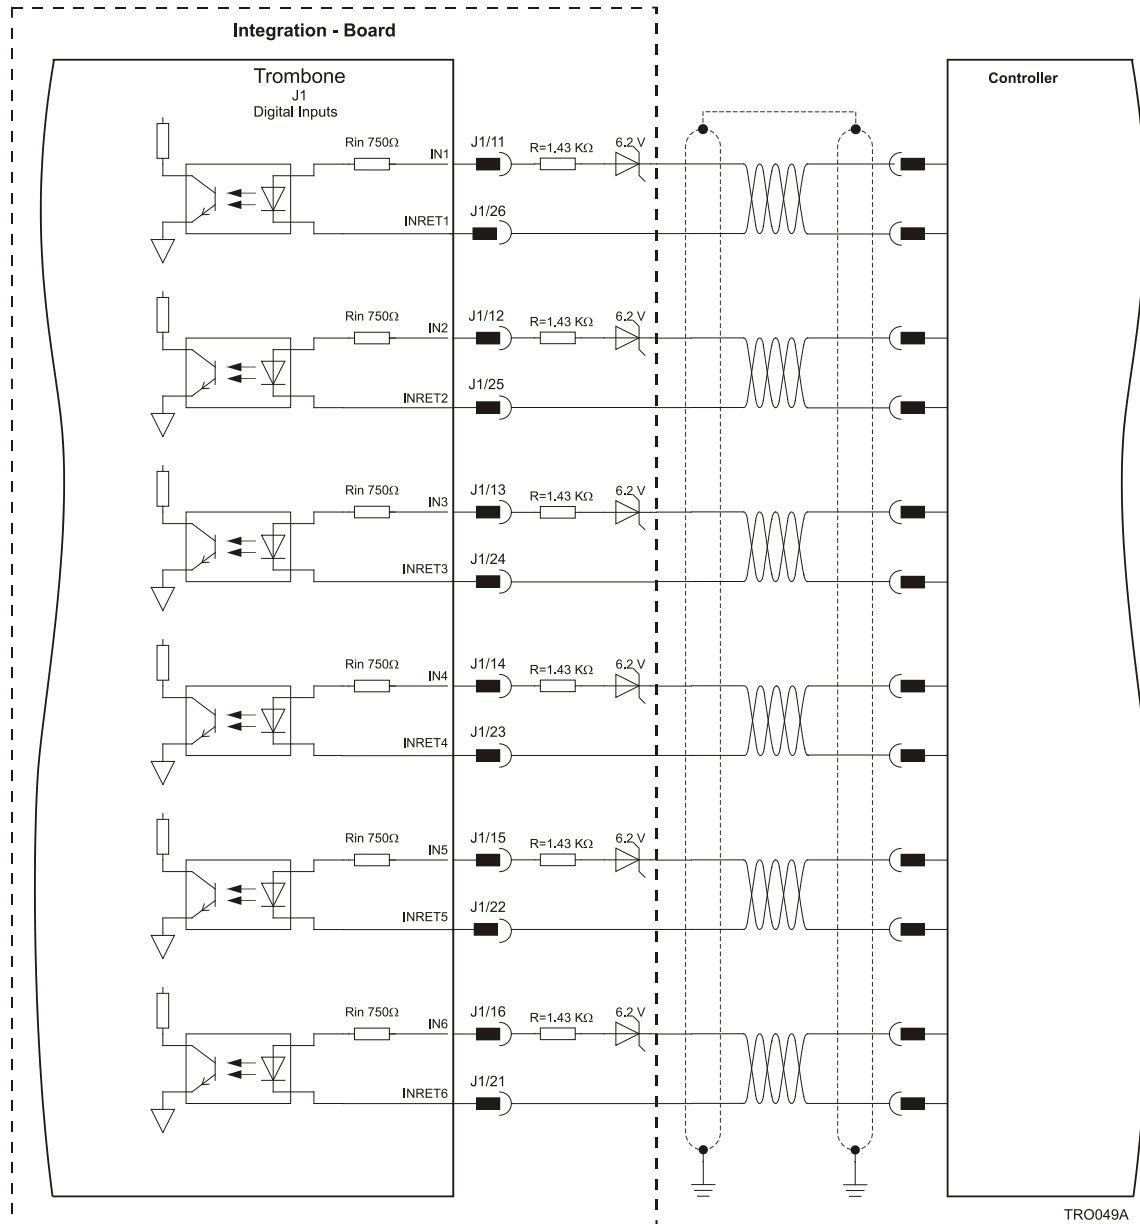 Integration - Board
Trombone
J1
Digital Inputs
Controller
Rin 750Ω
IN1
J1/11
R=1.43 KΩ
6.2 V
INRET1
J1/26
Rin 750Ω
IN2
J1/12
R=1.43 KΩ
6.2 V
INRET2
J1/25
Rin 750Ω
IN3
J1/13
R=1.43 KΩ
6.2 V
INRET3
J1/24
Rin 750Ω
IN4
J1/14
R=1.43 KΩ
6.2 V
INRET4
J1/23
Rin 750Ω
IN5
J1/15
R=1.43 KΩ
6.2 V
INRET5
J1/22
Rin 750Ω
IN6
J1/16
R=1.43 KΩ
6.2 V
INRET6
J1/21
TRO049A